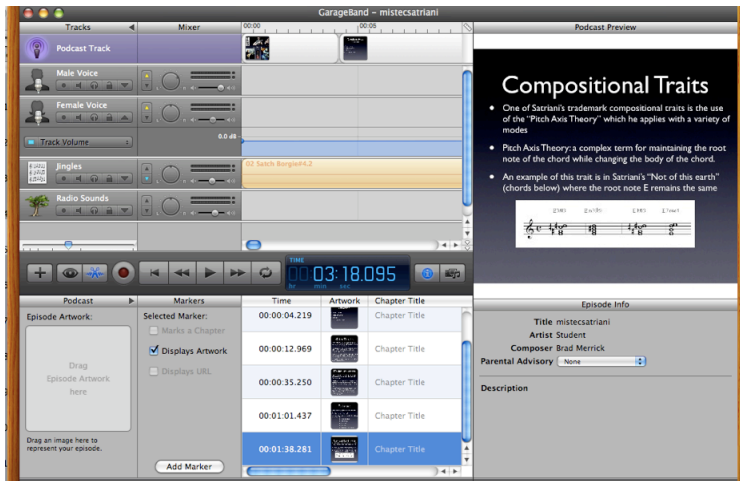 GarageBand – mistecsatriani
Tracks
Mixer
00:00
00:05
Podcast Preview
Podcast Track
Male Voice
Female Voice
Track Volume
0.0 dB
Jingles
02 Satch Borgie#4.2
Radio Sounds
Compositional Traits
• One of Satriani's trademark compositional traits is the use
of the "Pitch Axis Theory" which he applies with a variety of
modes
• Pitch Axis Theory: a complex term for maintaining the root
note of the chord while changing the body of the chord.
• An example of this trait is in Satriani's "Not of this earth"
(chords below) where the root note E remains the same
TIME
00:03:18.095
hr min sec
Podcast
Markers
Time
Artwork
Chapter Title
Episode Info
Episode Artwork:
Drag
Episode Artwork
here
Drag an image here to
represent your episode.
Selected Marker:
Marks a Chapter
Displays Artwork
Displays URL
Add Marker
00:00:04.219 Chapter Title
00:00:12.969 Chapter Title
00:00:35.250 Chapter Title
00:01:01.437 Chapter Title
00:01:38.281 Chapter Title
Title mistecsatriani
Artist Student
Composer Brad Merrick
Parental Advisory None
Description